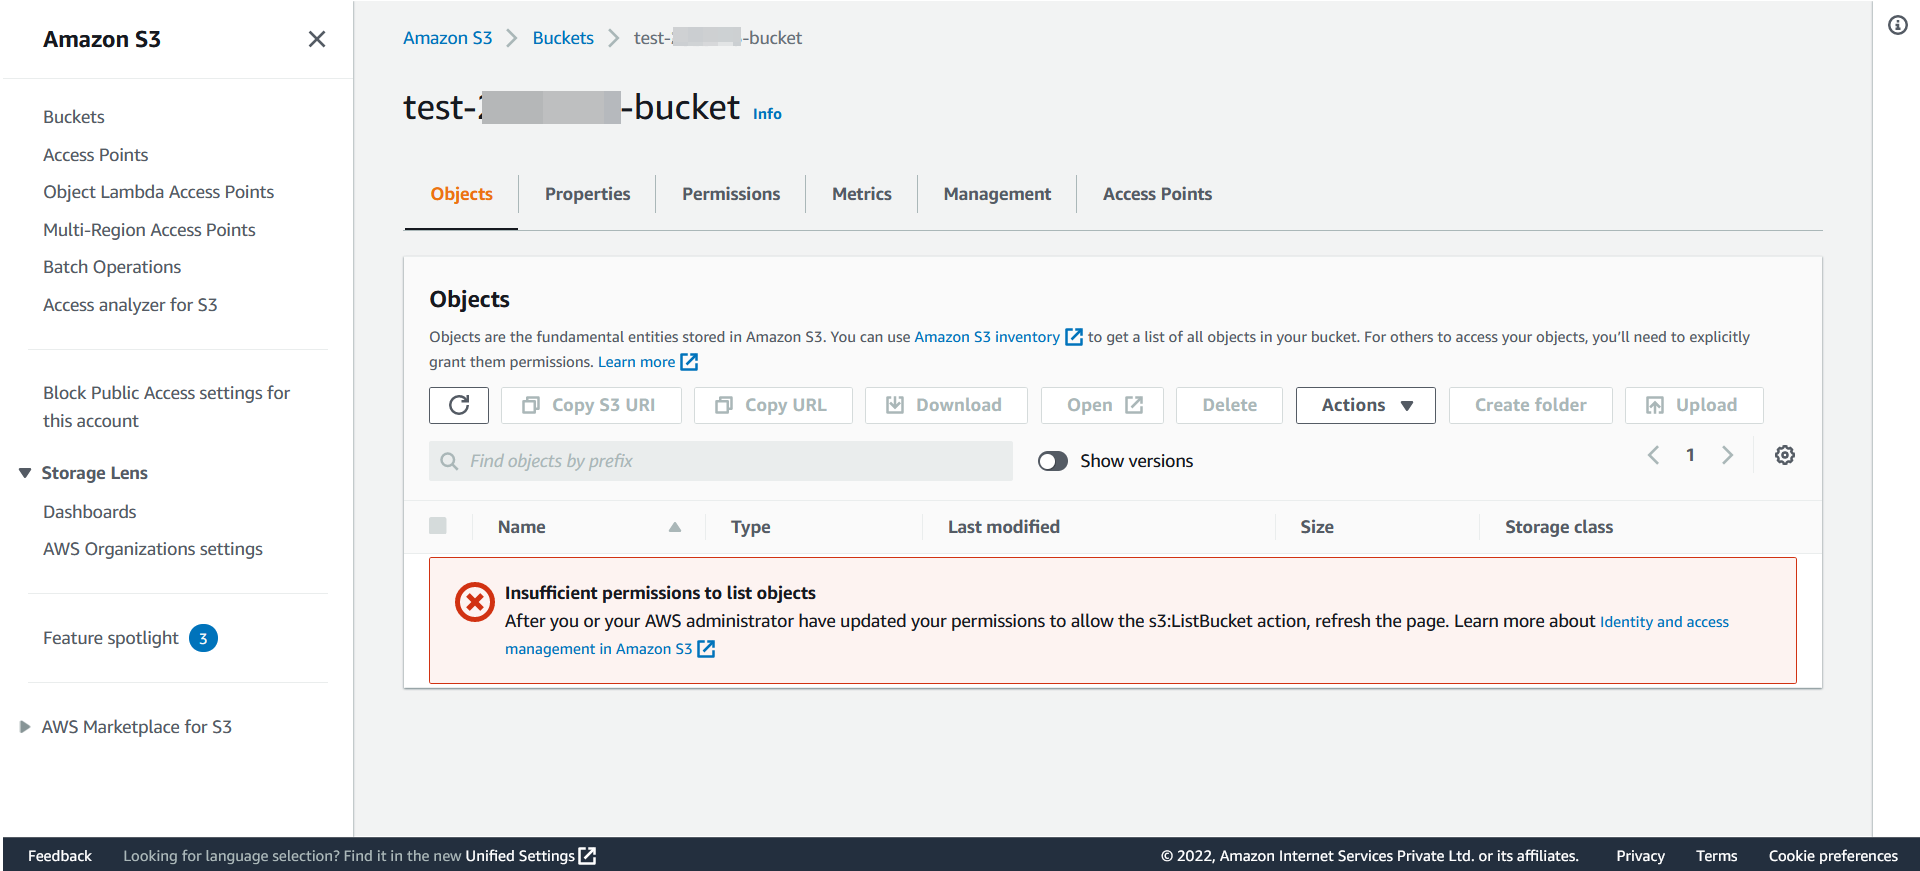 Amazon S3
Buckets
Access Points
Object Lambda Access Points
Multi-Region Access Points
Batch Operations
Access analyzer for S3
Block Public Access settings for
this account
Storage Lens
Dashboards
AWS Organizations settings
Feature spotlight 3
AWS Marketplace for S3
Amazon S3 Buckets test- -bucket
test- -bucket Info
Objects Properties Permissions Metrics Management Access Points
Objects
Objects are the fundamental entities stored in Amazon S3. You can use Amazon S3 inventory to get a list of all objects in your bucket. For others to access your objects, you’ll need to explicitly
grant them permissions. Learn more
Copy S3 URI Copy URL Download Open Delete Actions Create folder Upload
Find objects by prefix Show versions 1
Name Type Last modified Size Storage class
Insufficient permissions to list objects
After you or your AWS administrator have updated your permissions to allow the s3:ListBucket action, refresh the page. Learn more about Identity and access
management in Amazon S3
Feedback Looking for language selection? Find it in the new Unified Settings © 2022, Amazon Internet Services Private Ltd. or its affiliates. Privacy Terms Cookie preferences